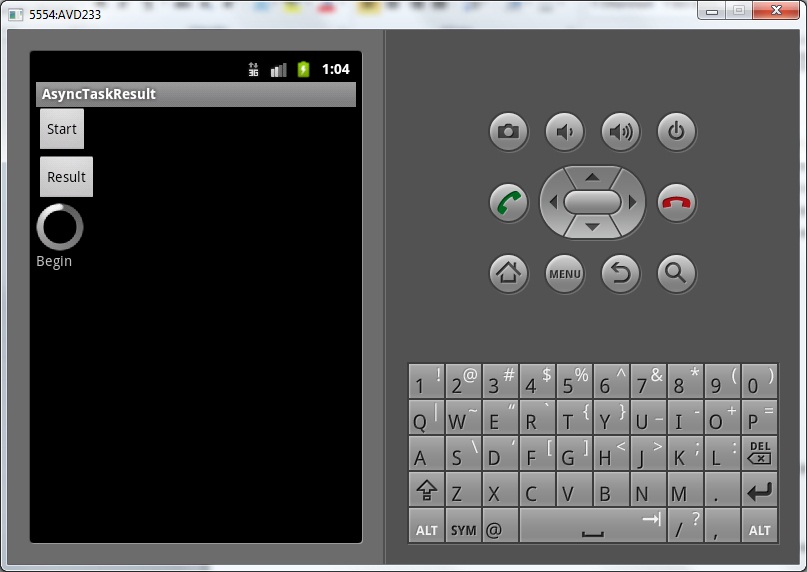 5554:AVD233
3G 1:04
AsyncTaskResult
Start
Result
Begin
MENU
1 ! 2 @ 3 # 4 $ 5 % 6 ^ 7 & 8 * 9 ( 0 )
Q | W ~ E “ R ` T { Y } U _ I - O + P =
A S \ D ‘ F [ G ] H < J > K ; L : DEL
Z X C V B N M .
ALT SYM @ / ? , ALT